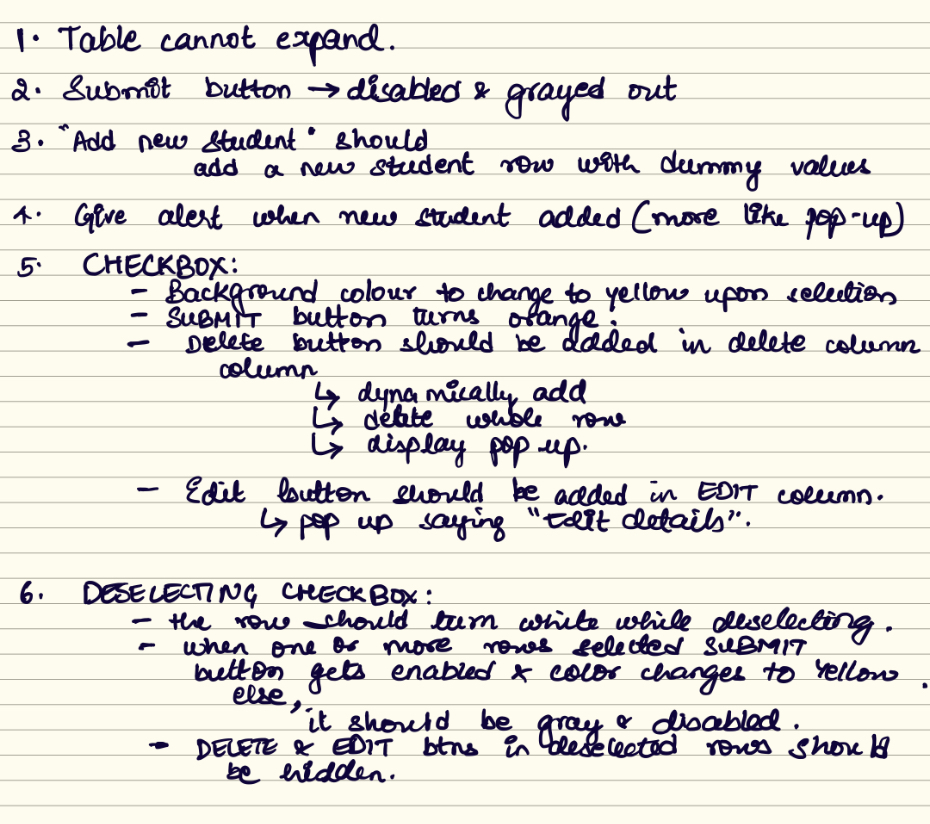 1. Table cannot expand.
2. Submit button → disabled & grayed out
3. "Add new student" should
add a new student row with dummy values
4. Give alert when new student added (more like pop-up)
5. CHECKBOX:
- Background colour to change to yellow upon selection
- SUBMIT button turns orange.
- Delete button should be added in delete column
column
↳ dynamically add
↳ delete whole row
↳ display pop up.
- Edit button should be added in EDIT column.
↳ pop up saying "Edit details".
6. DESELECTING CHECKBOX:
- the row should turn white while deselecting.
- when one or more rows selected SUBMIT
button gets enabled & color changes to Yellow.
else,
it should be gray & disabled.
- DELETE & EDIT btns in deselected rows should
be hidden.